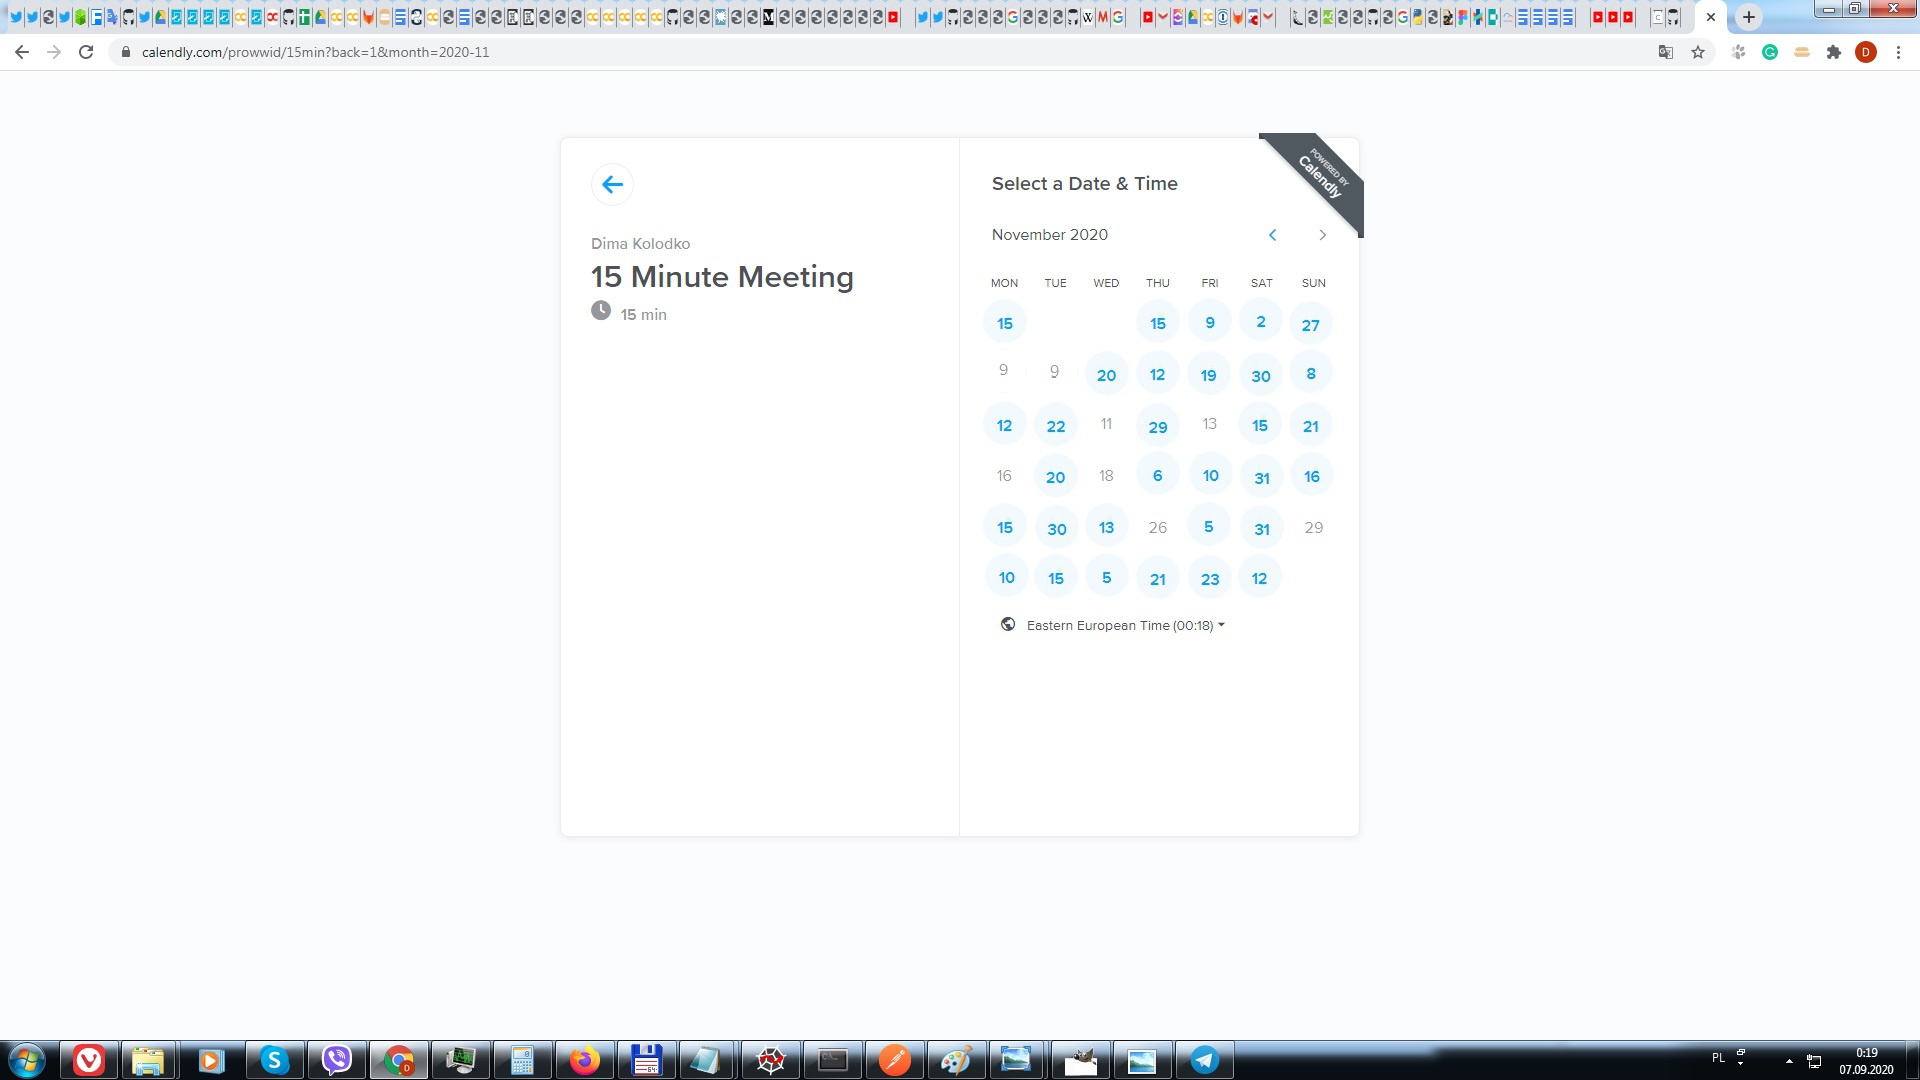 calendly.com/prowwid/15min?back=1&month=2020-11
D
POWERED BY
Calendly
Dima Kolodko
15 Minute Meeting
15 min
Select a Date & Time
November 2020
MON TUE WED THU FRI SAT SUN
15 15 9 2 27
9 9 20 12 19 30 8
12 22 11 29 13 15 21
16 20 18 6 10 31 16
15 30 13 26 5 31 29
10 15 5 21 23 12
Eastern European Time (00:18)
PL
0:19
07.09.2020